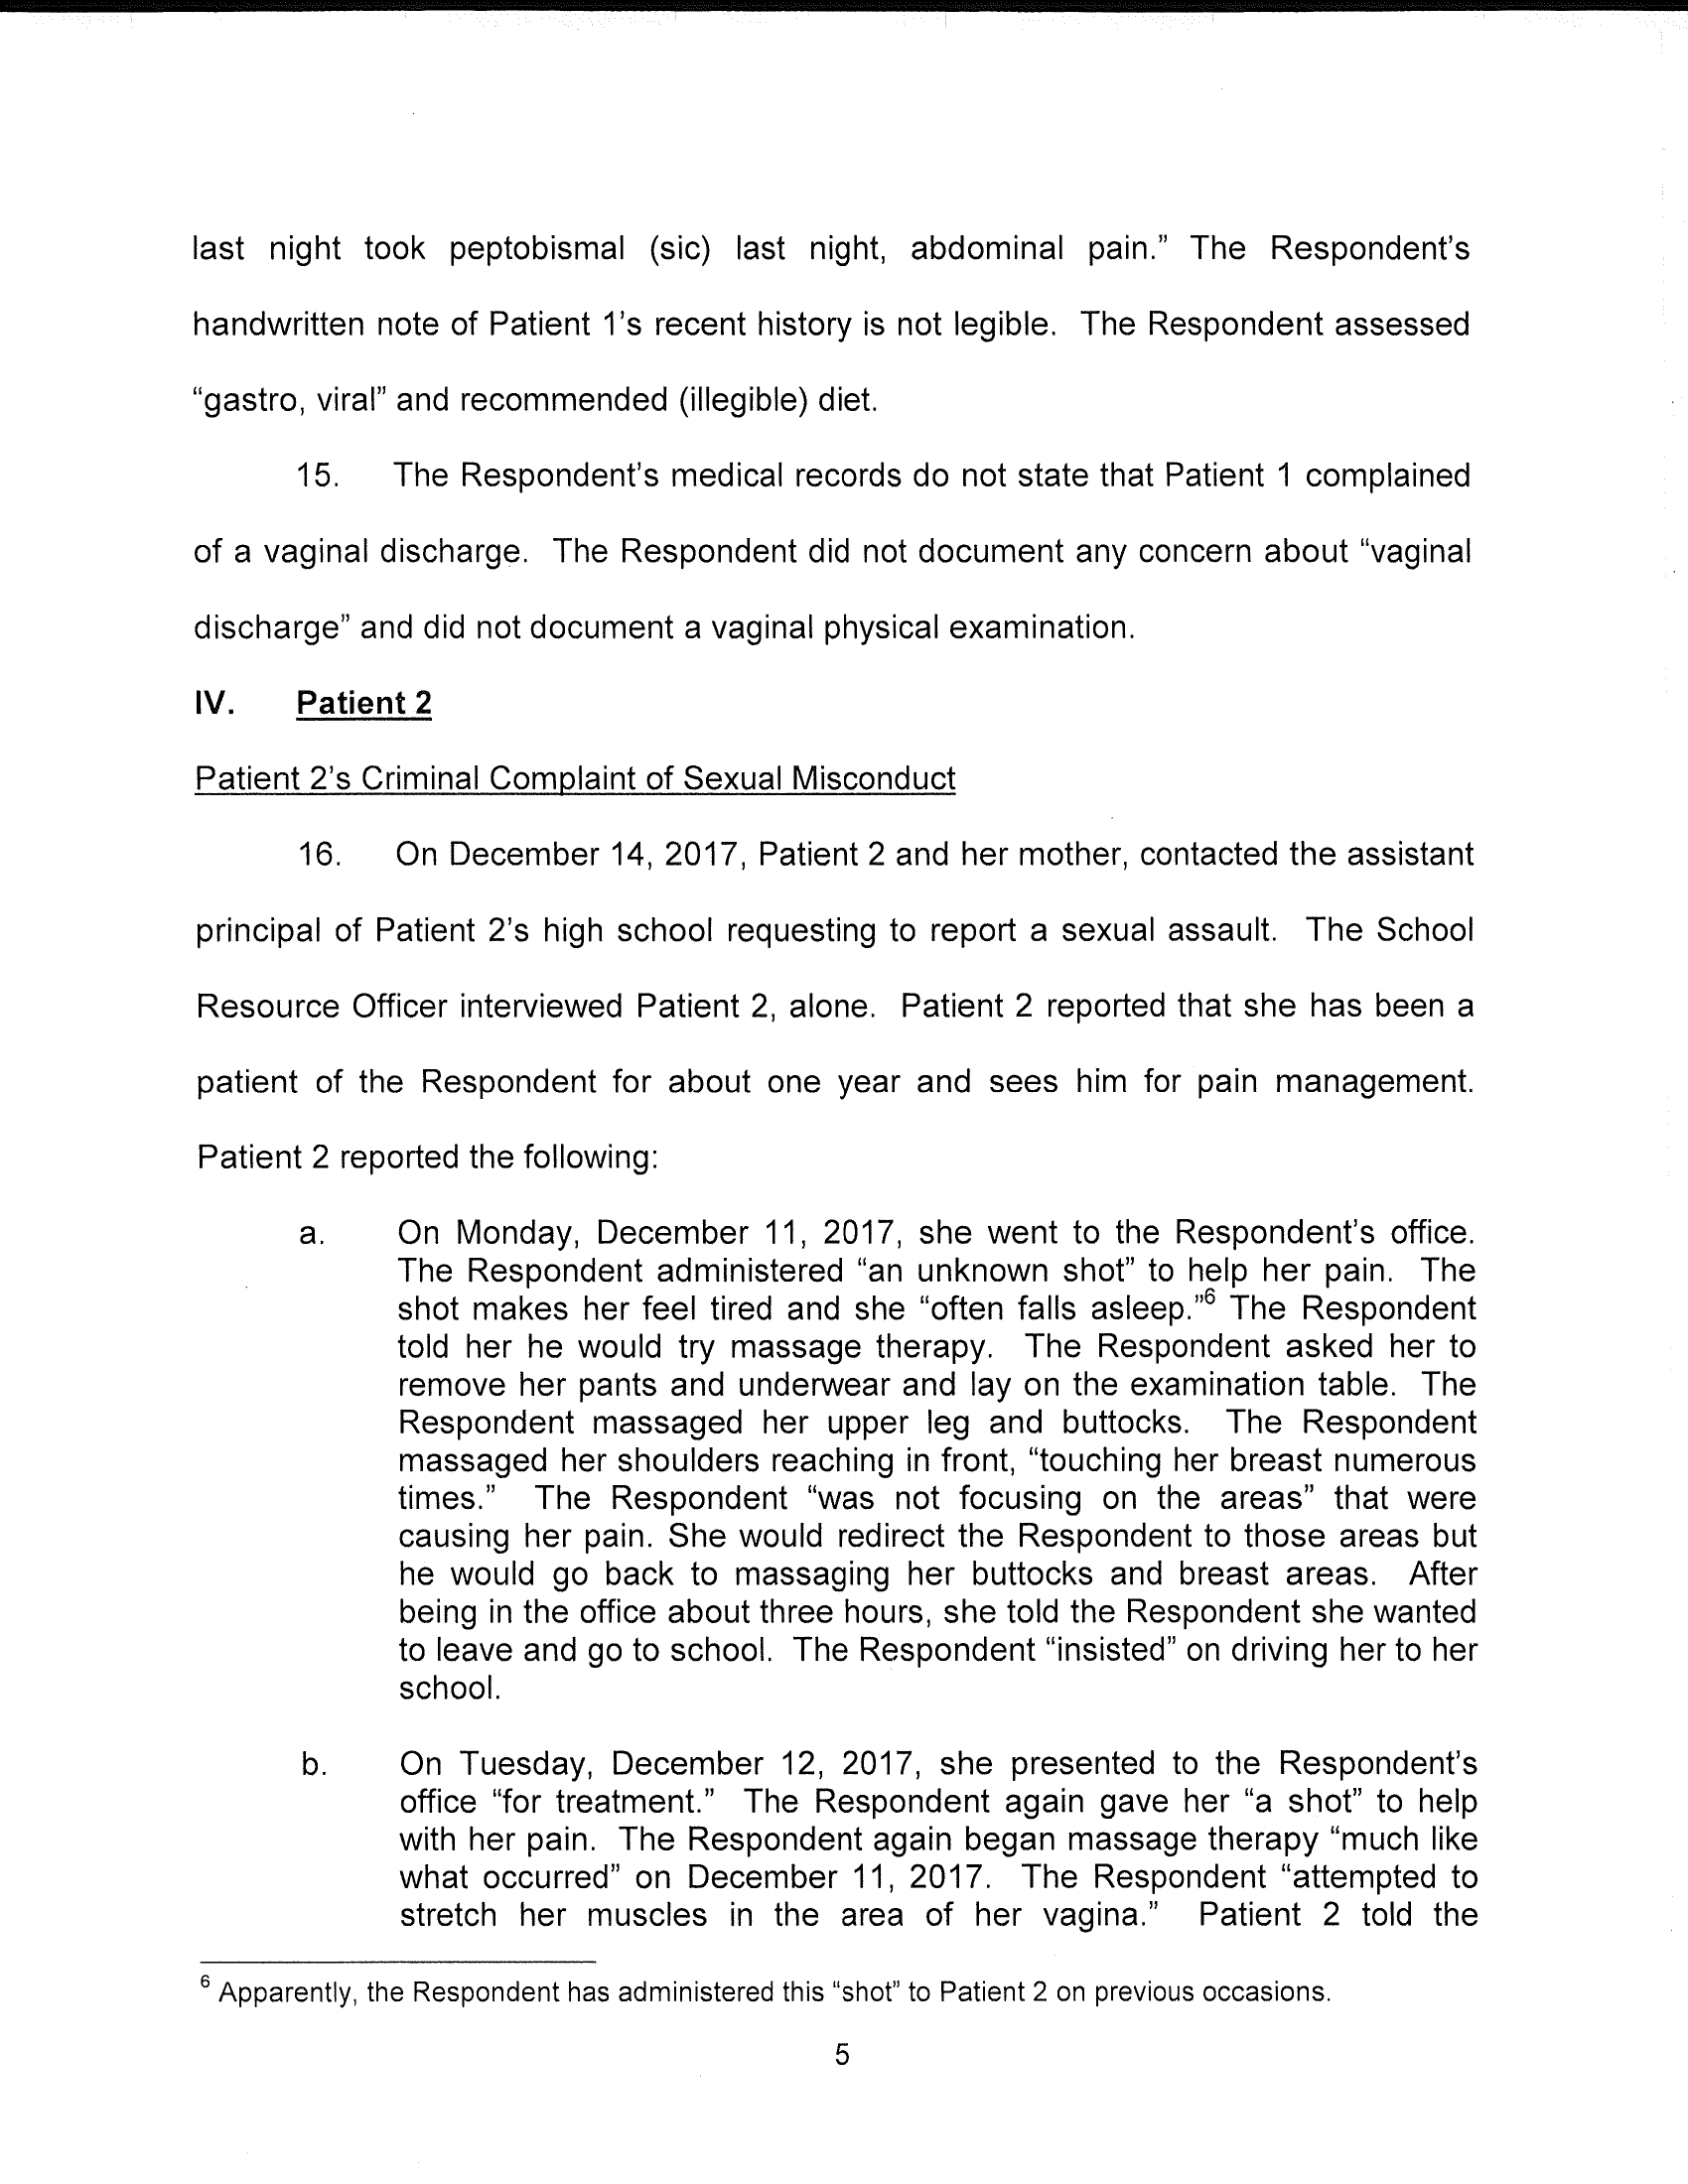 last night took peptobismal (sic) last night, abdominal pain.” The Respondent’s
handwritten note of Patient 1’s recent history is not legible. The Respondent assessed
“gastro, viral” and recommended (illegible) diet.
15. The Respondent’s medical records do not state that Patient 1 complained
of a vaginal discharge. The Respondent did not document any concern about “vaginal
discharge” and did not document a vaginal physical examination.
IV. Patient 2
Patient 2’s Criminal Complaint of Sexual Misconduct
16. On December 14, 2017, Patient 2 and her mother, contacted the assistant
principal of Patient 2’s high school requesting to report a sexual assault. The School
Resource Officer interviewed Patient 2, alone. Patient 2 reported that she has been a
patient of the Respondent for about one year and sees him for pain management.
Patient 2 reported the following:
a. On Monday, December 11, 2017, she went to the Respondent’s office.
The Respondent administered “an unknown shot” to help her pain. The
shot makes her feel tired and she “often falls asleep.”6 The Respondent
told her he would try massage therapy. The Respondent asked her to
remove her pants and underwear and lay on the examination table. The
Respondent massaged her upper leg and buttocks. The Respondent
massaged her shoulders reaching in front, “touching her breast numerous
times.” The Respondent “was not focusing on the areas” that were
causing her pain. She would redirect the Respondent to those areas but
he would go back to massaging her buttocks and breast areas. After
being in the office about three hours, she told the Respondent she wanted
to leave and go to school. The Respondent “insisted” on driving her to her
school.
b. On Tuesday, December 12, 2017, she presented to the Respondent’s
office “for treatment.” The Respondent again gave her “a shot” to help
with her pain. The Respondent again began massage therapy “much like
what occurred” on December 11, 2017. The Respondent “attempted to
stretch her muscles in the area of her vagina.” Patient 2 told the
6 Apparently, the Respondent has administered this “shot” to Patient 2 on previous occasions.
5